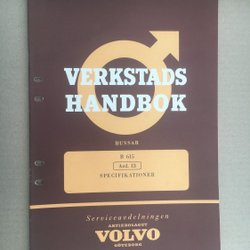 VERKSTADS
HANDBOK
BUSSAR
B 615
Avd. 13
SPECIFIKATIONER
Serviceavdelningen
AKTIEBOLAGET
VOLVO
GÖTEBORG